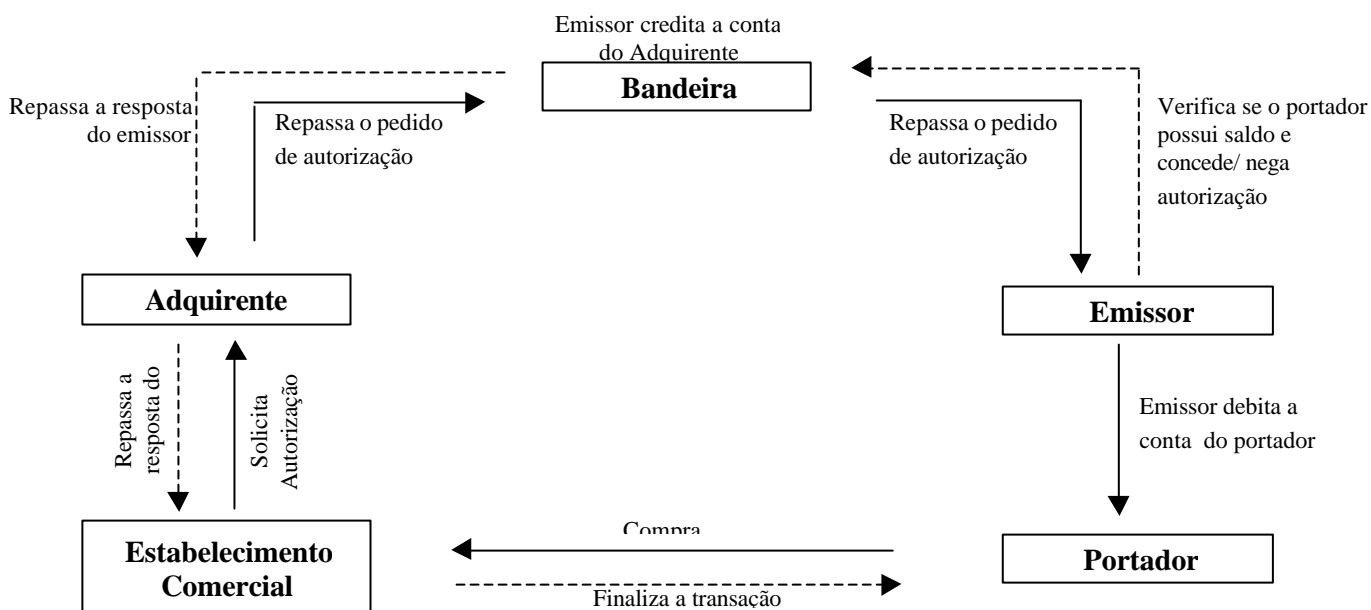 Emissor credita a conta
do Adquirente
Bandeira
Repassa a resposta
do emissor
Repassa o pedido
de autorização
Repassa o pedido
de autorização
Verifica se o portador
possui saldo e
concede/ nega
autorização
Adquirente
Emissor
Repassa a
resposta do
Solicita
Autorização
Emissor debita a
conta do portador
Estabelecimento
Comercial
Compra
Finaliza a transação
Portador